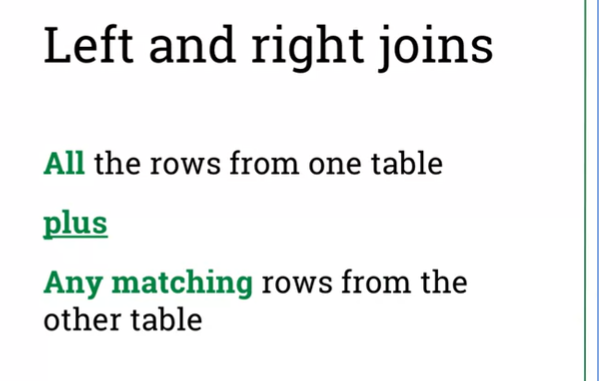 Left and right joins
All the rows from one table
plus
Any matching rows from the
other table